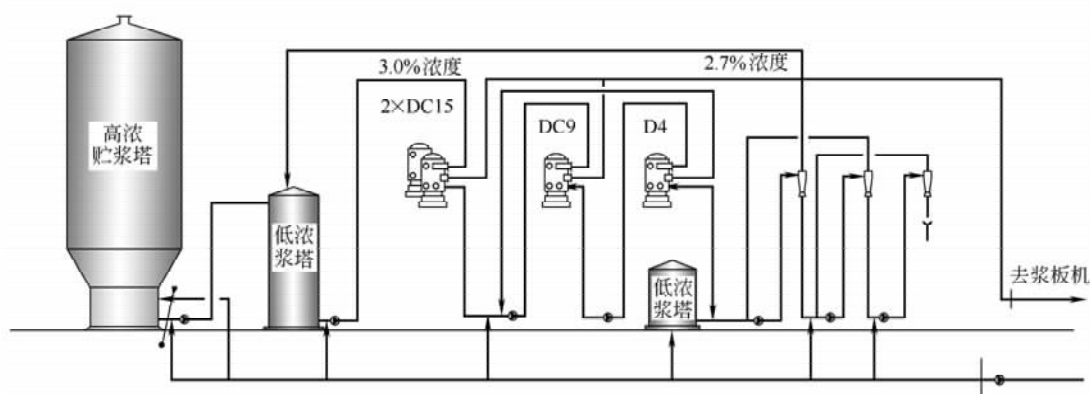 3.0%浓度
2.7%浓度
2×DC15
DC9
D4
高浓
贮浆塔
低浓
浆塔
低浓
浆塔
去浆板机